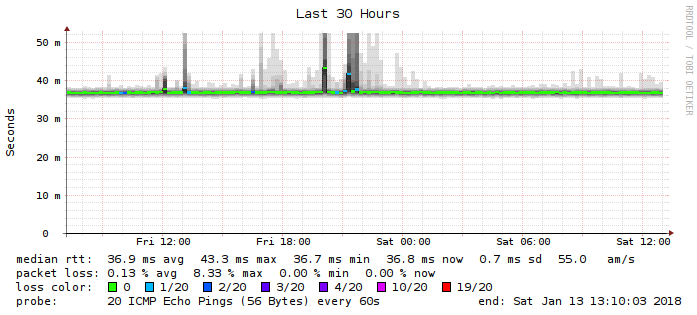 Last 30 Hours
RRDTOOL / TOBI OETIKER
Seconds
50 m
40 m
30 m
20 m
10 m
0
Fri 12:00 Fri 18:00 Sat 00:00 Sat 06:00 Sat 12:00
median rtt: 36.9 ms avg 43.3 ms max 36.7 ms min 36.8 ms now 0.7 ms sd 55.0 am/s
packet loss: 0.13 % avg 8.33 % max 0.00 % min 0.00 % now
loss color: 0 1/20 2/20 3/20 4/20 10/20 19/20
probe: 20 ICMP Echo Pings (56 Bytes) every 60s end: Sat Jan 13 13:10:03 2018